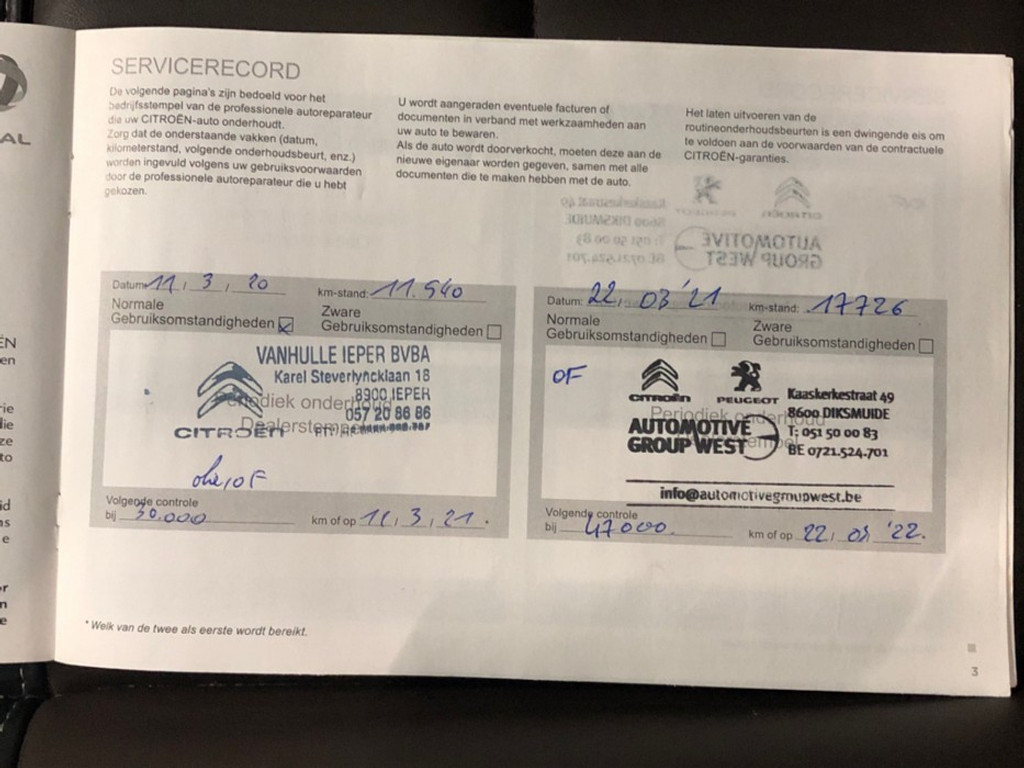 SERVICERECORD
De volgende pagina's zijn bedoeld voor het
bedrijfsstempel van de professionele autoreparateur
die uw CITROËN-auto onderhoudt.
Zorg dat de onderstaande vakken (datum,
kilometerstand, volgende onderhoudsbeurt, enz.)
worden ingevuld volgens uw gebruiksvoorwaarden
door de professionele autoreparateur die u hebt
gekozen.
U wordt aangeraden eventuele facturen of
documenten in verband met werkzaamheden aan
uw auto te bewaren.
Als de auto wordt doorverkocht, moeten deze aan de
nieuwe eigenaar worden gegeven, samen met alle
documenten die te maken hebben met de auto.
Het laten uitvoeren van de
routineonderhoudsbeurten is een dwingende eis om
te voldoen aan de voorwaarden van de contractuele
CITROËN-garanties.
Datum: 11, 3, 20 km-stand: 11.540
Normale
Gebruiksomstandigheden
Zware
Gebruiksomstandigheden
VANHULLE IEPER BVBA
Karel Steverlyncklaan 18
8900 IEPER
Periodiek onderhoud
057 20 86 86
Dealerstempel
CITROËN
olie, OF
Volgende controle
bij 30.000 km of op 11, 3, 21.
Datum: 22, 03 '21 km-stand: 17726
Normale
Gebruiksomstandigheden
Zware
Gebruiksomstandigheden
OF
CITROËN PEUGEOT
Kaaskerkestraat 49
8600 DIKSMUIDE
T: 051 50 00 83
BE 0721.524.701
Periodiek onderhoud
AUTOMOTIVE
GROUP WEST
info@automotivegroupwest.be
Volgende controle
bij 47000. km of op 22, 03 '22.
* Welk van de twee als eerste wordt bereikt.
3